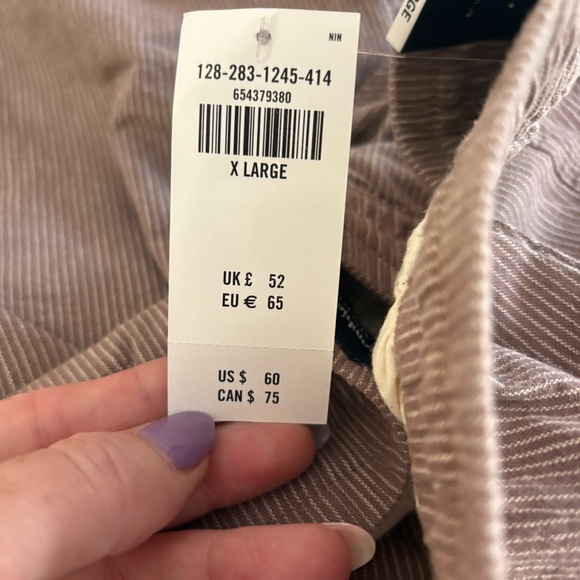 NIN
128-283-1245-414
654379380
X LARGE
UK £ 52
EU € 65
US $ 60
CAN $ 75